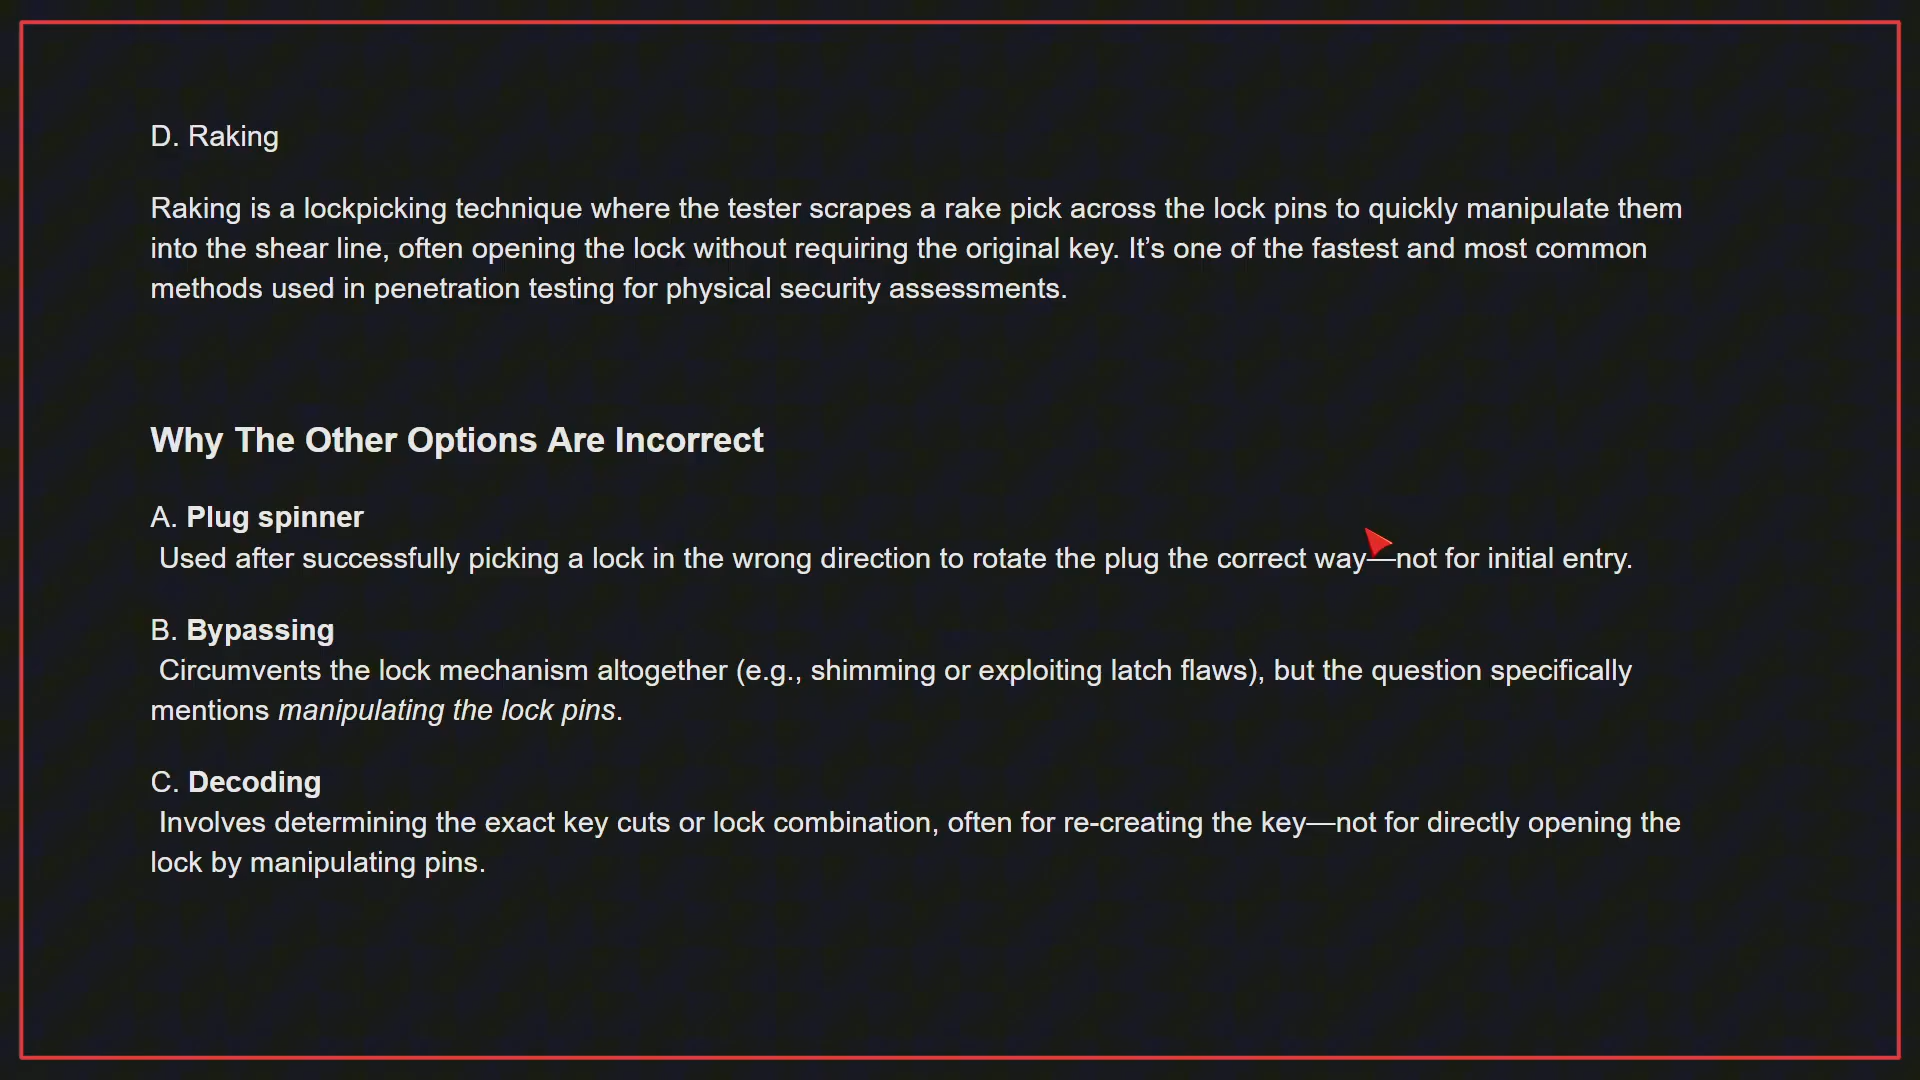 D. Raking
Raking is a lockpicking technique where the tester scrapes a rake pick across the lock pins to quickly manipulate them
into the shear line, often opening the lock without requiring the original key. It’s one of the fastest and most common
methods used in penetration testing for physical security assessments.
Why The Other Options Are Incorrect
A. Plug spinner
Used after successfully picking a lock in the wrong direction to rotate the plug the correct way—not for initial entry.
B. Bypassing
Circumvents the lock mechanism altogether (e.g., shimming or exploiting latch flaws), but the question specifically
mentions manipulating the lock pins.
C. Decoding
Involves determining the exact key cuts or lock combination, often for re-creating the key—not for directly opening the
lock by manipulating pins.